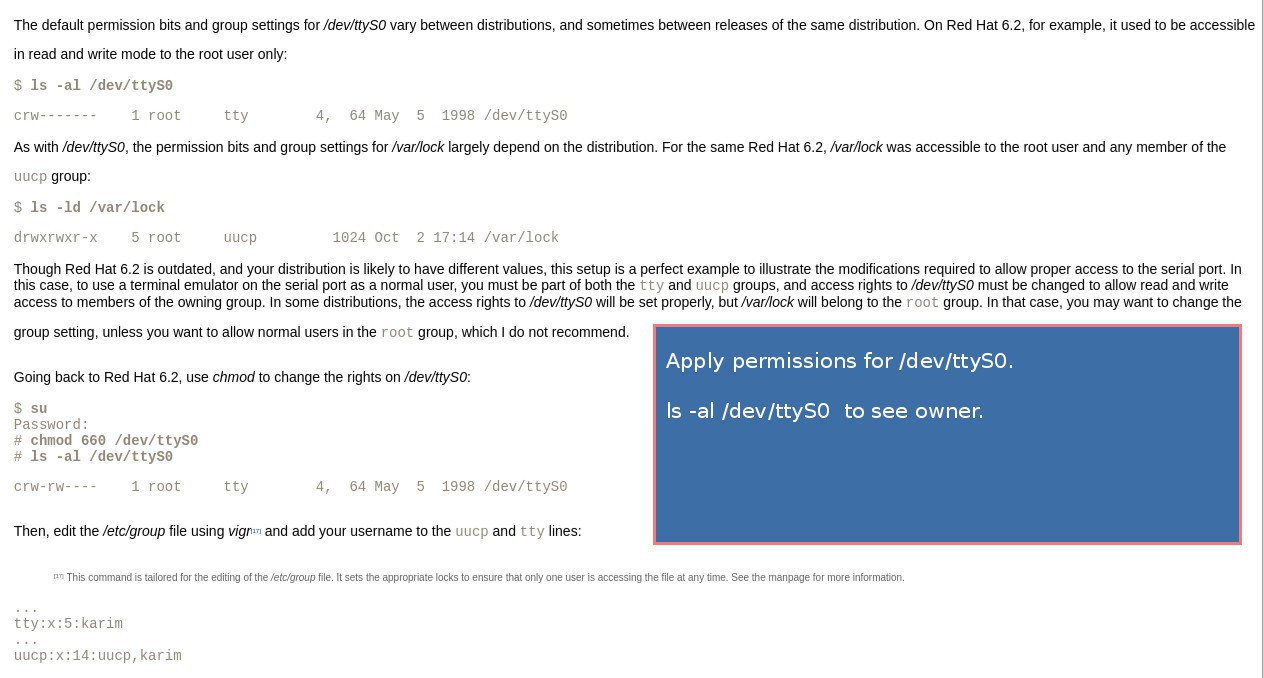 The default permission bits and group settings for /dev/ttyS0 vary between distributions, and sometimes between releases of the same distribution. On Red Hat 6.2, for example, it used to be accessible
in read and write mode to the root user only:
$ ls -al /dev/ttyS0
crw------- 1 root tty 4, 64 May 5 1998 /dev/ttyS0
As with /dev/ttyS0, the permission bits and group settings for /var/lock largely depend on the distribution. For the same Red Hat 6.2, /var/lock was accessible to the root user and any member of the
uucp group:
$ ls -ld /var/lock
drwxrwxr-x 5 root uucp 1024 Oct 2 17:14 /var/lock
Though Red Hat 6.2 is outdated, and your distribution is likely to have different values, this setup is a perfect example to illustrate the modifications required to allow proper access to the serial port. In
this case, to use a terminal emulator on the serial port as a normal user, you must be part of both the tty and uucp groups, and access rights to /dev/ttyS0 must be changed to allow read and write
access to members of the owning group. In some distributions, the access rights to /dev/ttyS0 will be set properly, but /var/lock will belong to the root group. In that case, you may want to change the
group setting, unless you want to allow normal users in the root group, which I do not recommend.
Going back to Red Hat 6.2, use chmod to change the rights on /dev/ttyS0:
$ su
Password:
# chmod 660 /dev/ttyS0
# ls -al /dev/ttyS0
crw-rw---- 1 root tty 4, 64 May 5 1998 /dev/ttyS0
Then, edit the /etc/group file using vigr[17] and add your username to the uucp and tty lines:
Apply permissions for /dev/ttyS0.
ls -al /dev/ttyS0 to see owner.
[17] This command is tailored for the editing of the /etc/group file. It sets the appropriate locks to ensure that only one user is accessing the file at any time. See the manpage for more information.
...
tty:x:5:karim
...
uucp:x:14:uucp,karim